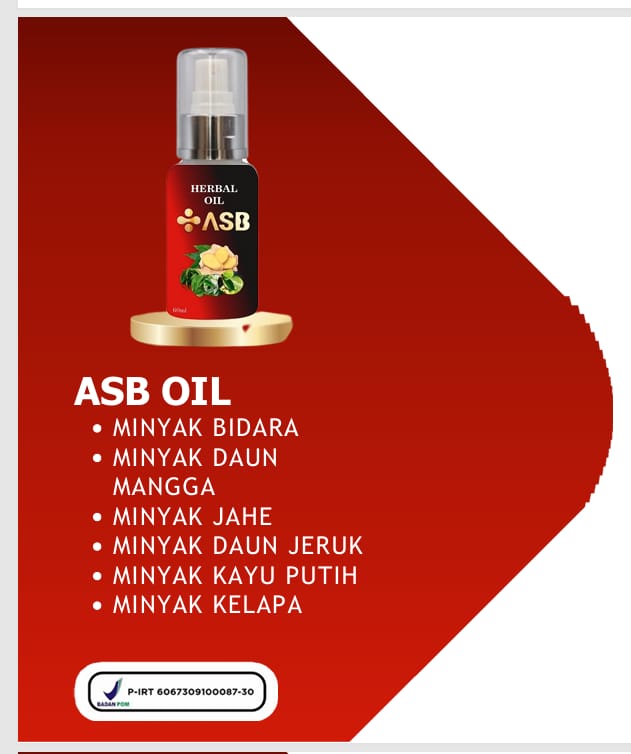 HERBAL
OIL
ASB
60ml
ASB OIL
• MINYAK BIDARA
• MINYAK DAUN
MANGGA
• MINYAK JAHE
• MINYAK DAUN JERUK
• MINYAK KAYU PUTIH
• MINYAK KELAPA
P-IRT 6067309100087-30
BADAN POM